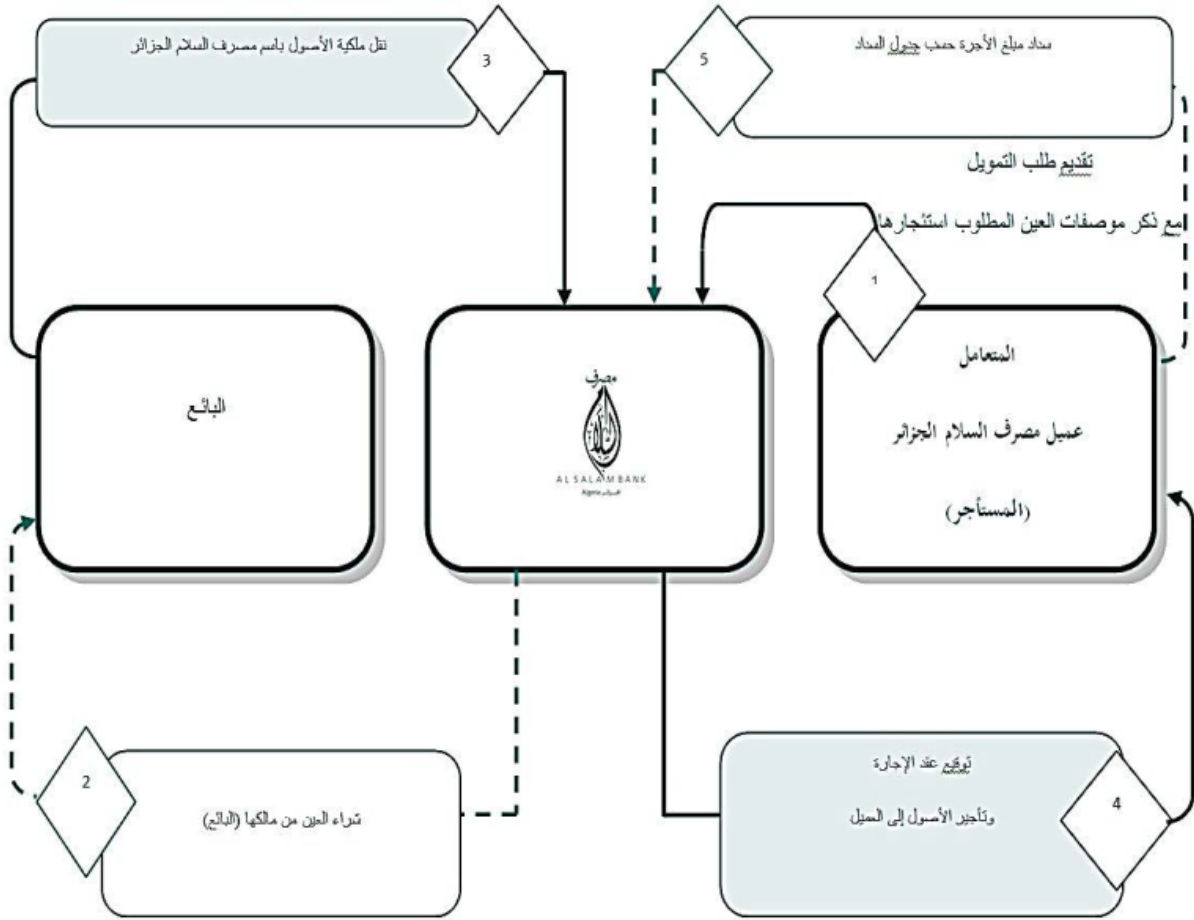 نقل ملكية الأصول باسم مصرف السلام الجزائر
3
سداد مبلغ الأجرة حسب جدول السداد
5
تقديم طلب التمويل
مع ذكر موصفات العين المطلوب استئجارها
1
المتعامل
عميل مصرف السلام الجزائر
(المستأجر)
مصرف
السلام
AL SALAM BANK
Algeria الجزائر
البائع
2
شراء العين من مالكها (البائع)
توقيع عقد الإجارة
وتأجير الأصول إلى العميل
4